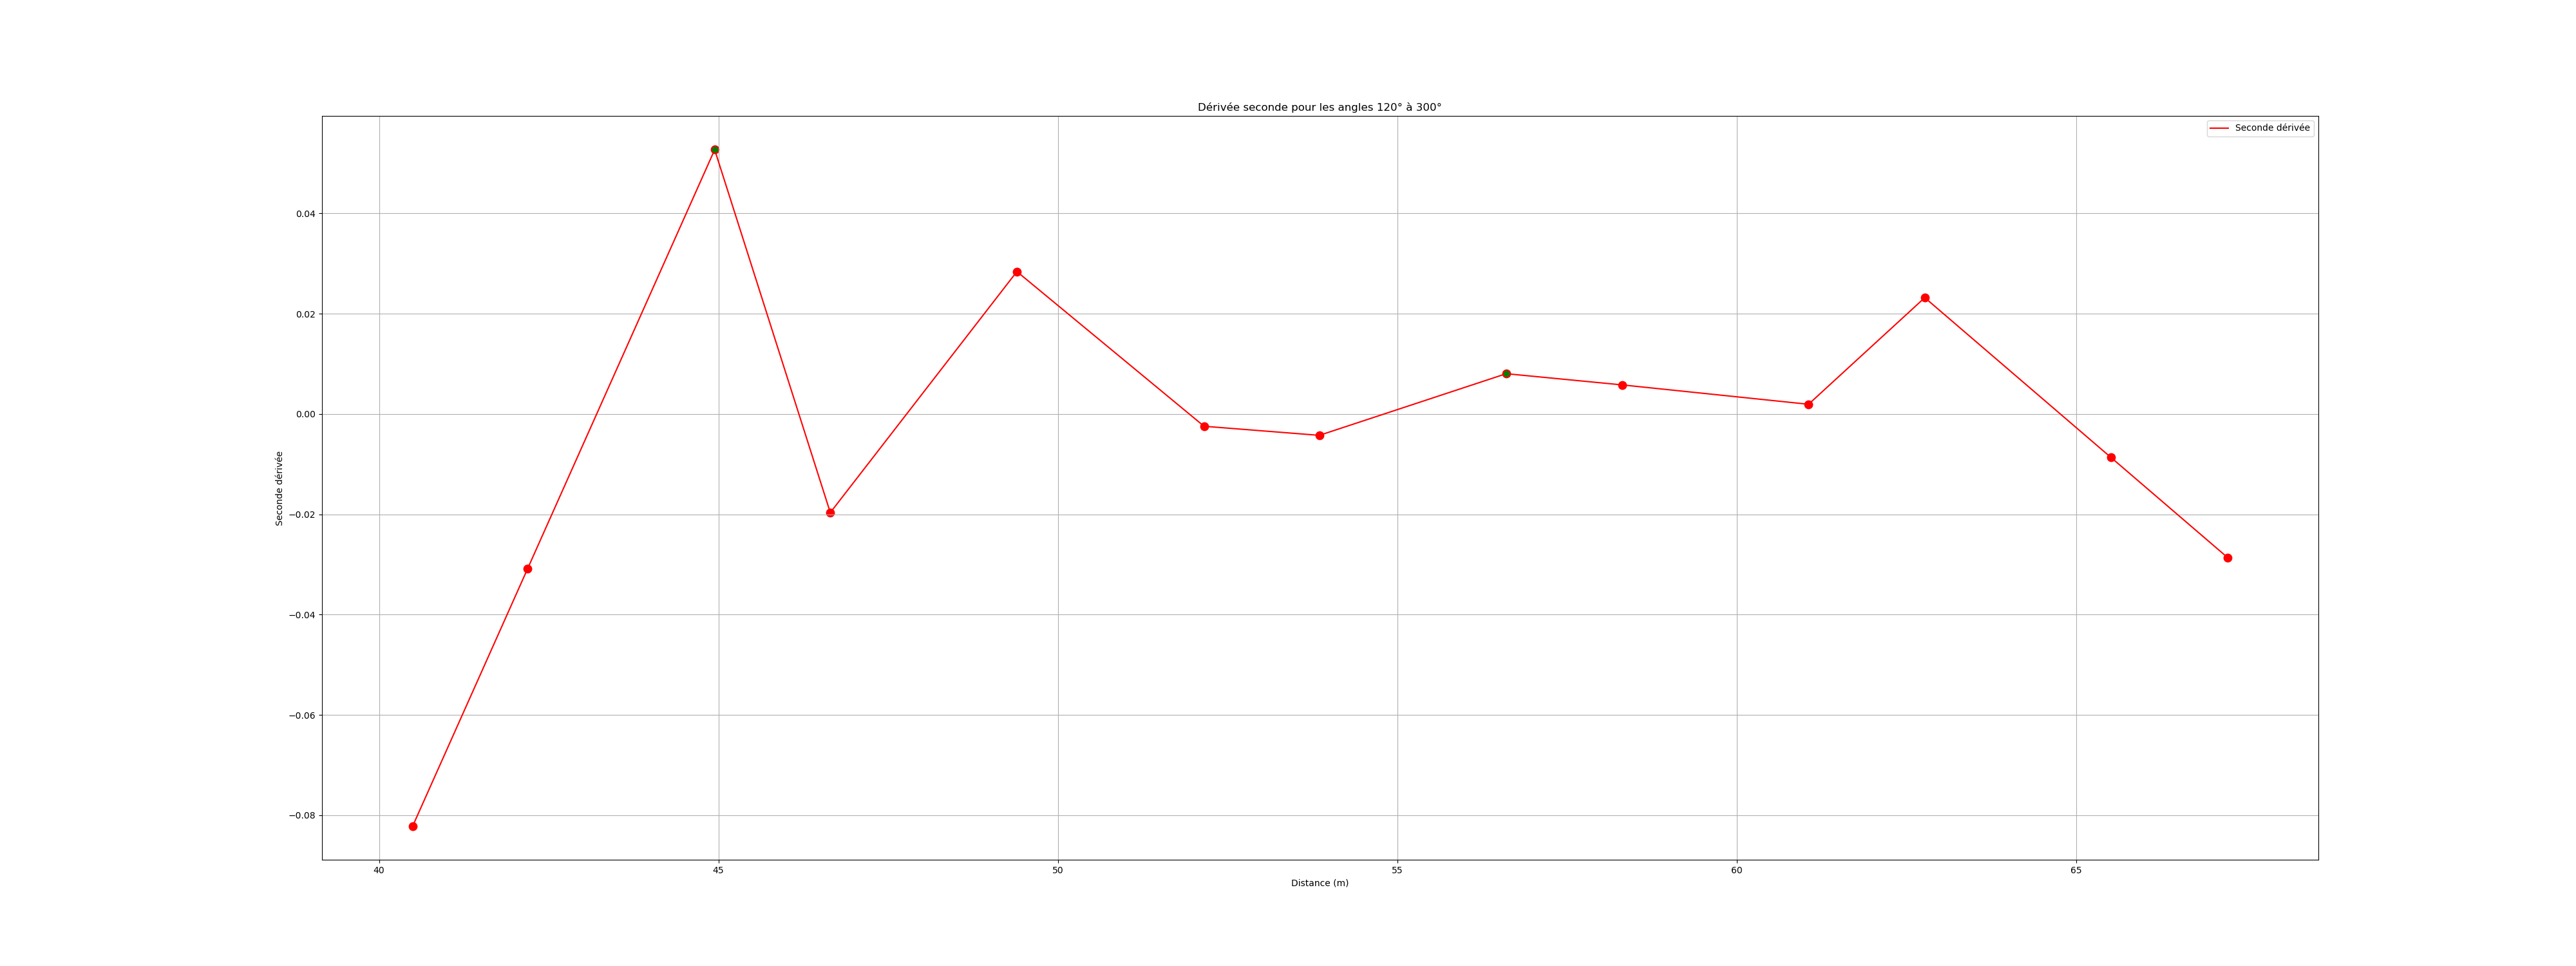 Dérivée seconde pour les angles 120° à 300°
Seconde dérivée
0.04
0.02
0.00
−0.02
−0.04
−0.06
−0.08
Seconde dérivée
40 45 50 55 60 65
Distance (m)